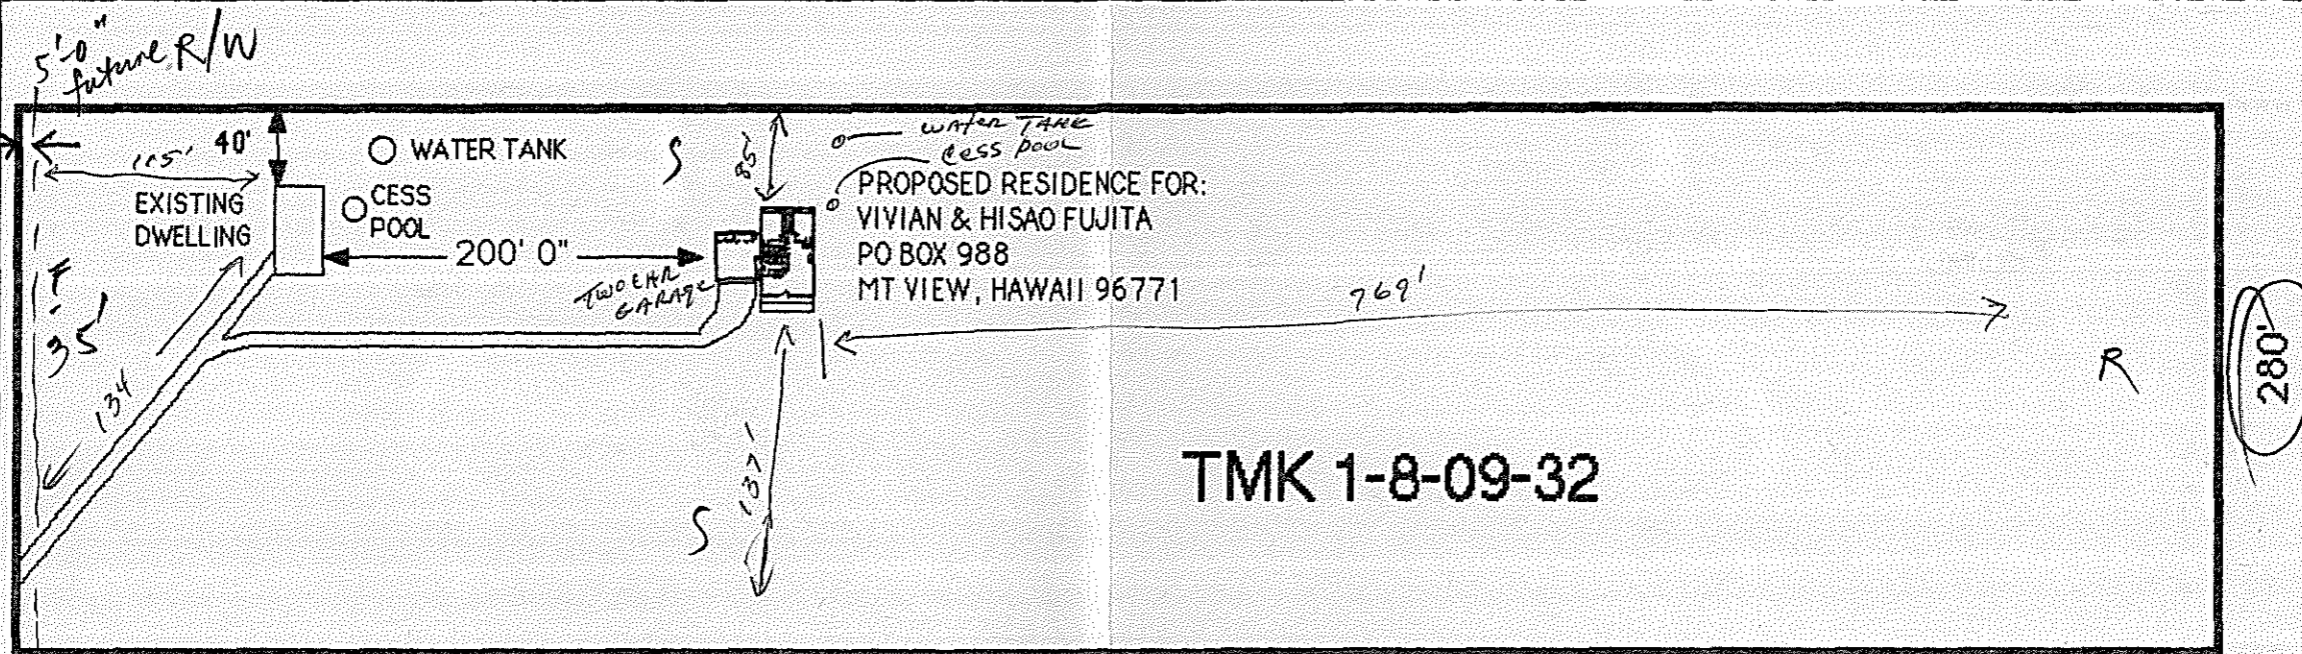 5'-0"
future R/W
40'
WATER TANK
EXISTING
DWELLING
CESS
POOL
200' 0"
TWO CAR
GARAGE
F
35'
134
S
85'
WATER TANK
CESS POOL
PROPOSED RESIDENCE FOR:
VIVIAN & HISAO FUJITA
PO BOX 988
MT VIEW, HAWAII 96771
769'
R
280'
S
137'
TMK 1-8-09-32